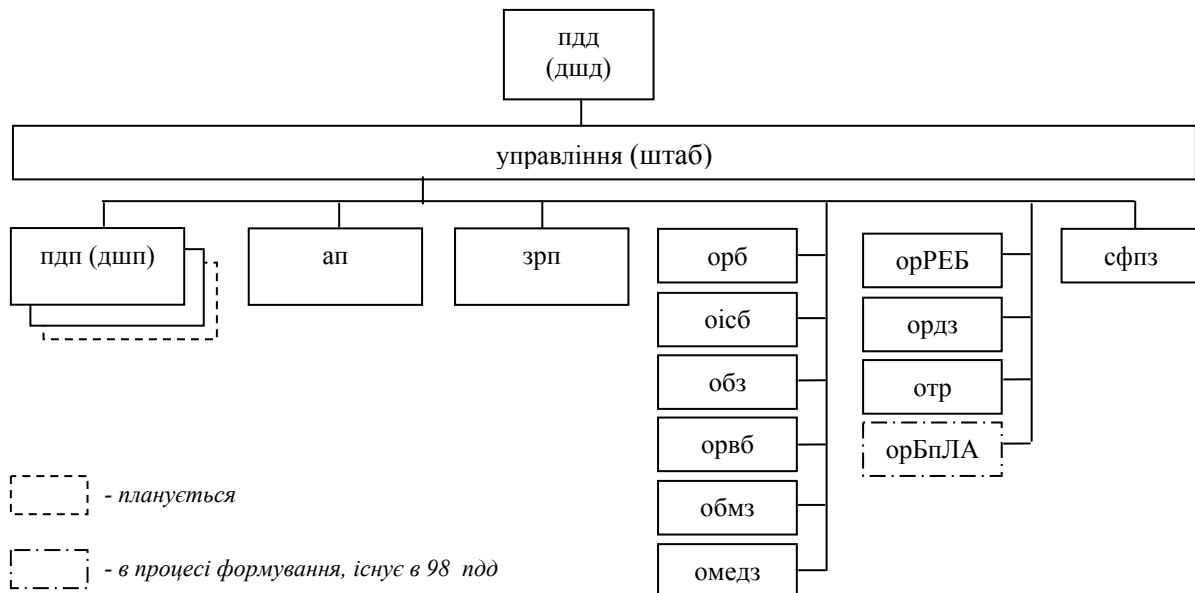 пдд
(дшд)
управління (штаб)
пдп (дшп)
ап
зрп
орб
оісб
обз
орвб
обмз
омедз
орРЕБ
ордз
отр
орБпЛА
сфпз
- планується
- в процесі формування, існує в 98 пдд